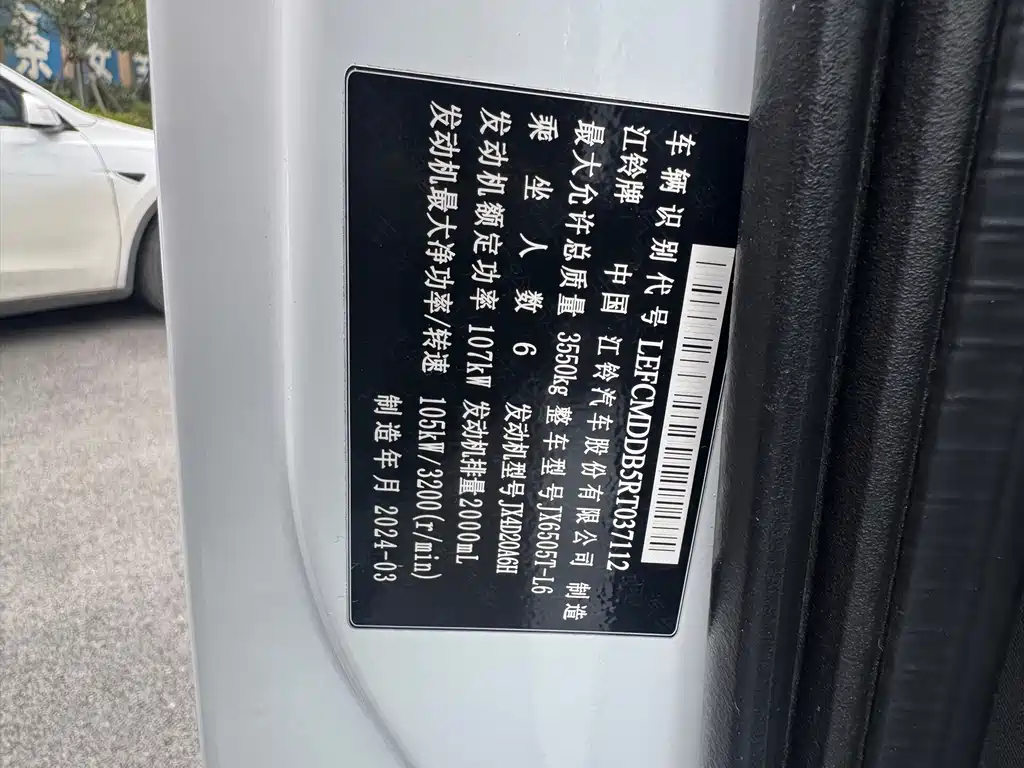 车辆识别代号 LEFCMDDB5RT037112
江铃牌 中国 江铃汽车股份有限公司 制造
最大允许总质量 3550kg 整车型号 JX6505T-L6
乘坐人数 6 发动机型号 JX4D20A6H
发动机额定功率 107kW 发动机排量 2000mL
发动机最大净功率/转速 105kW/3200(r/min)
制造年月 2024-03